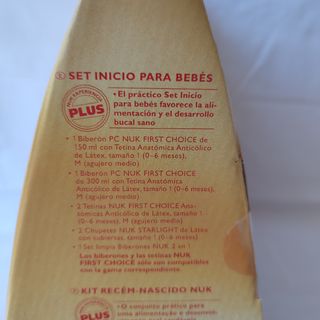 Ⓔ SET INICIO PARA BEBÉS
NUK EXPERIENCIA
PLUS
• El práctico Set Inicio
para bebés favorece la ali-
mentación y el desarrollo
bucal sano
• 1 Biberón PC NUK FIRST CHOICE de
150 ml con Tetina Anatómica Anticólico
de Látex, tamaño 1 (0-6 meses),
M (agujero medio)
1 Biberón PC NUK FIRST CHOICE
de 300 ml con Tetina Anatómica
Anticólico de Látex, tamaño 1 (0-6 meses),
M (agujero medio)
• 2 Tetinas NUK FIRST CHOICE Ana-
tómicas Anticólico de Látex, tamaño 1
(0-6 meses), M (agujero medio)
• 2 Chupetes NUK STARLIGHT de Látex
con cubiertas, tamaño 1 (0-6 meses)
• 1 Set limpia Biberones NUK 2 en 1
Los biberones y las tetinas NUK
FIRST CHOICE sólo son compatibles
con la gama correspondiente.
KIT RECÉM-NASCIDO NUK
• O conjunto prático para
uma alimentação e desenvol-
PLUS